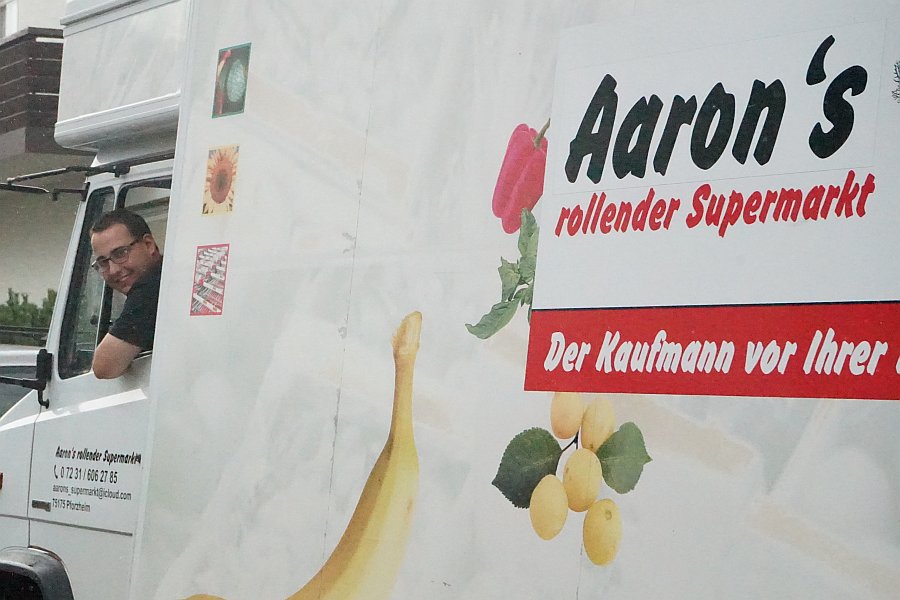 Aaron's
rollender Supermarkt
Der Kaufmann vor Ihrer
Aaron's rollender Supermarkt
0 72 31 / 606 27 85
aarons_supermarkt@icloud.com
75175 Pforzheim